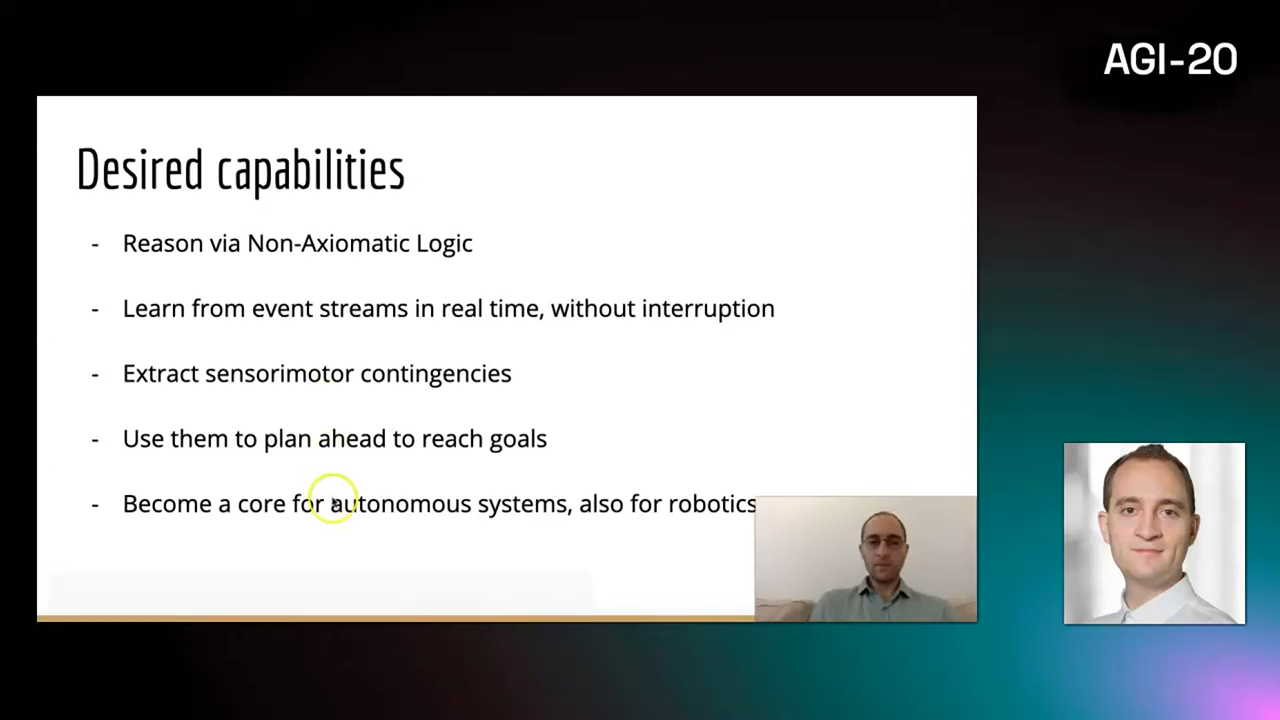 AGI-20
Desired capabilities
- Reason via Non-Axiomatic Logic
- Learn from event streams in real time, without interruption
- Extract sensorimotor contingencies
- Use them to plan ahead to reach goals
- Become a core for autonomous systems, also for robotics